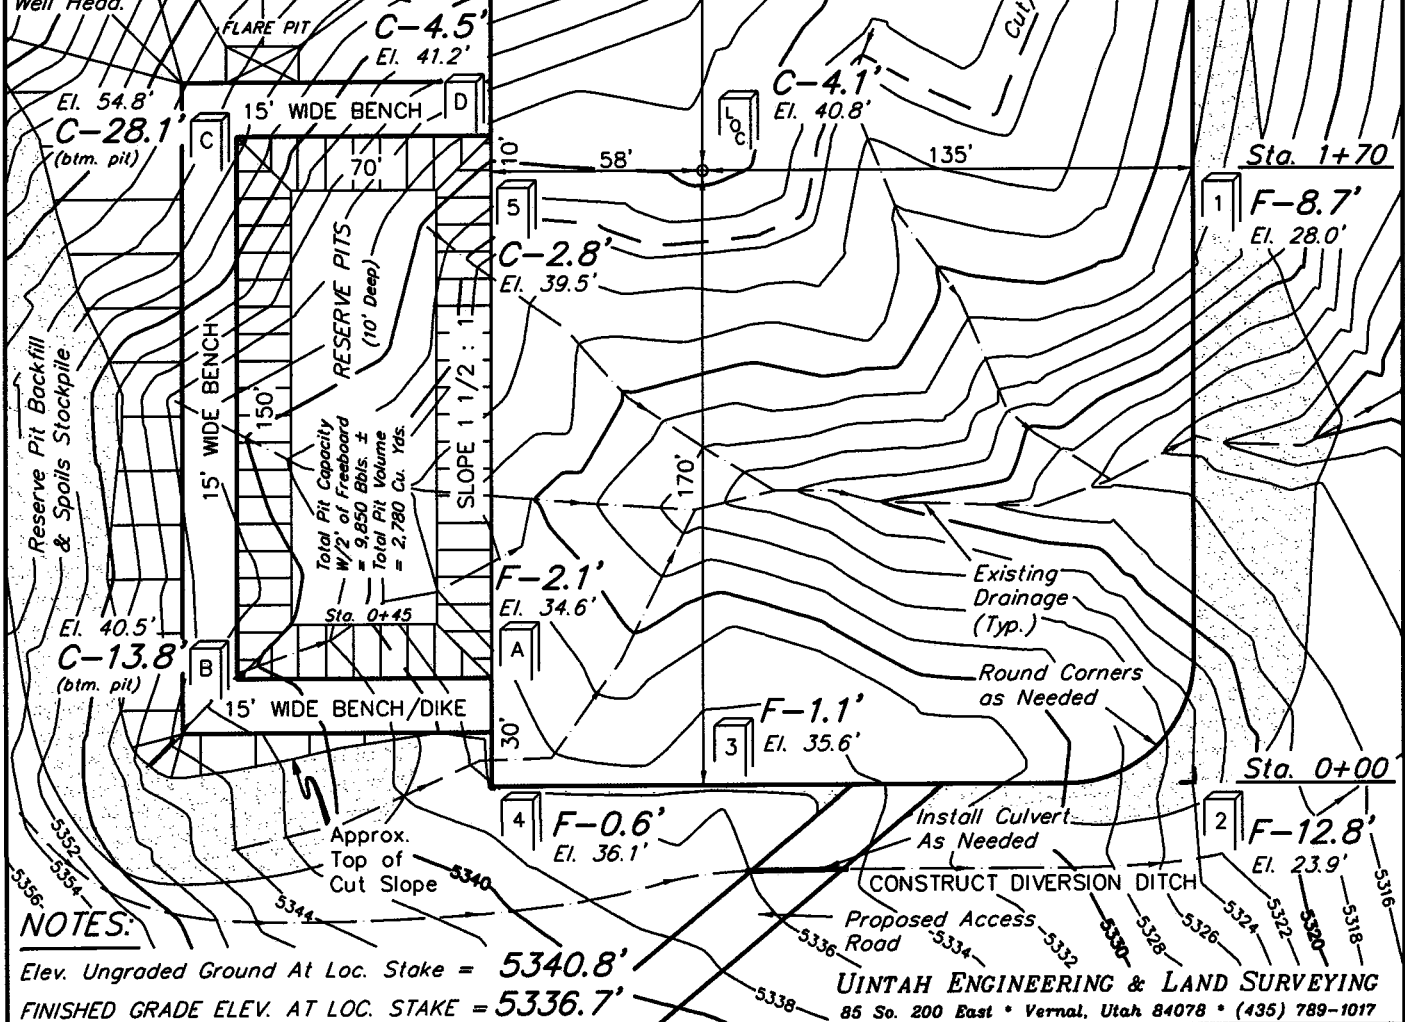 Well Head.
FLARE PIT
C-4.5'
El. 41.2'
Cut/
El. 54.8'
C-28.1'
(btm. pit)
15' WIDE BENCH
D
C
C-4.1'
El. 40.8'
LOC
70'
10'
58'
135'
Sta. 1+70
5
C-2.8'
El. 39.5'
1
F-8.7'
El. 28.0'
RESERVE PITS
(10' Deep)
SLOPE 1 1/2 : 1
15' WIDE BENCH
150'
Reserve Pit Backfill
& Spoils Stockpile
Total Pit Capacity
W/2' of Freeboard
= 9,850 Bbls. ±
Total Pit Volume
= 2,780 Cu. Yds.
170'
F-2.1'
El. 34.6'
Existing
Drainage
(Typ.)
Sta. 0+45
El. 40.5'
C-13.8'
(btm. pit)
B
A
Round Corners
as Needed
15' WIDE BENCH/DIKE
30'
3
F-1.1'
El. 35.6'
Sta. 0+00
4
F-0.6'
El. 36.1'
Install Culvert
As Needed
2
F-12.8'
El. 23.9'
Approx.
Top of
Cut Slope
CONSTRUCT DIVERSION DITCH
5352
5354
5356
5344
5340
Proposed Access
Road
5338
5336
5334
5332
5330
5328
5326
5324
5322
5320
5318
5316
NOTES:
Elev. Ungraded Ground At Loc. Stake = 5340.8'
FINISHED GRADE ELEV. AT LOC. STAKE = 5336.7'
UINTAH ENGINEERING & LAND SURVEYING
85 So. 200 East * Vernal, Utah 84078 * (435) 789-1017